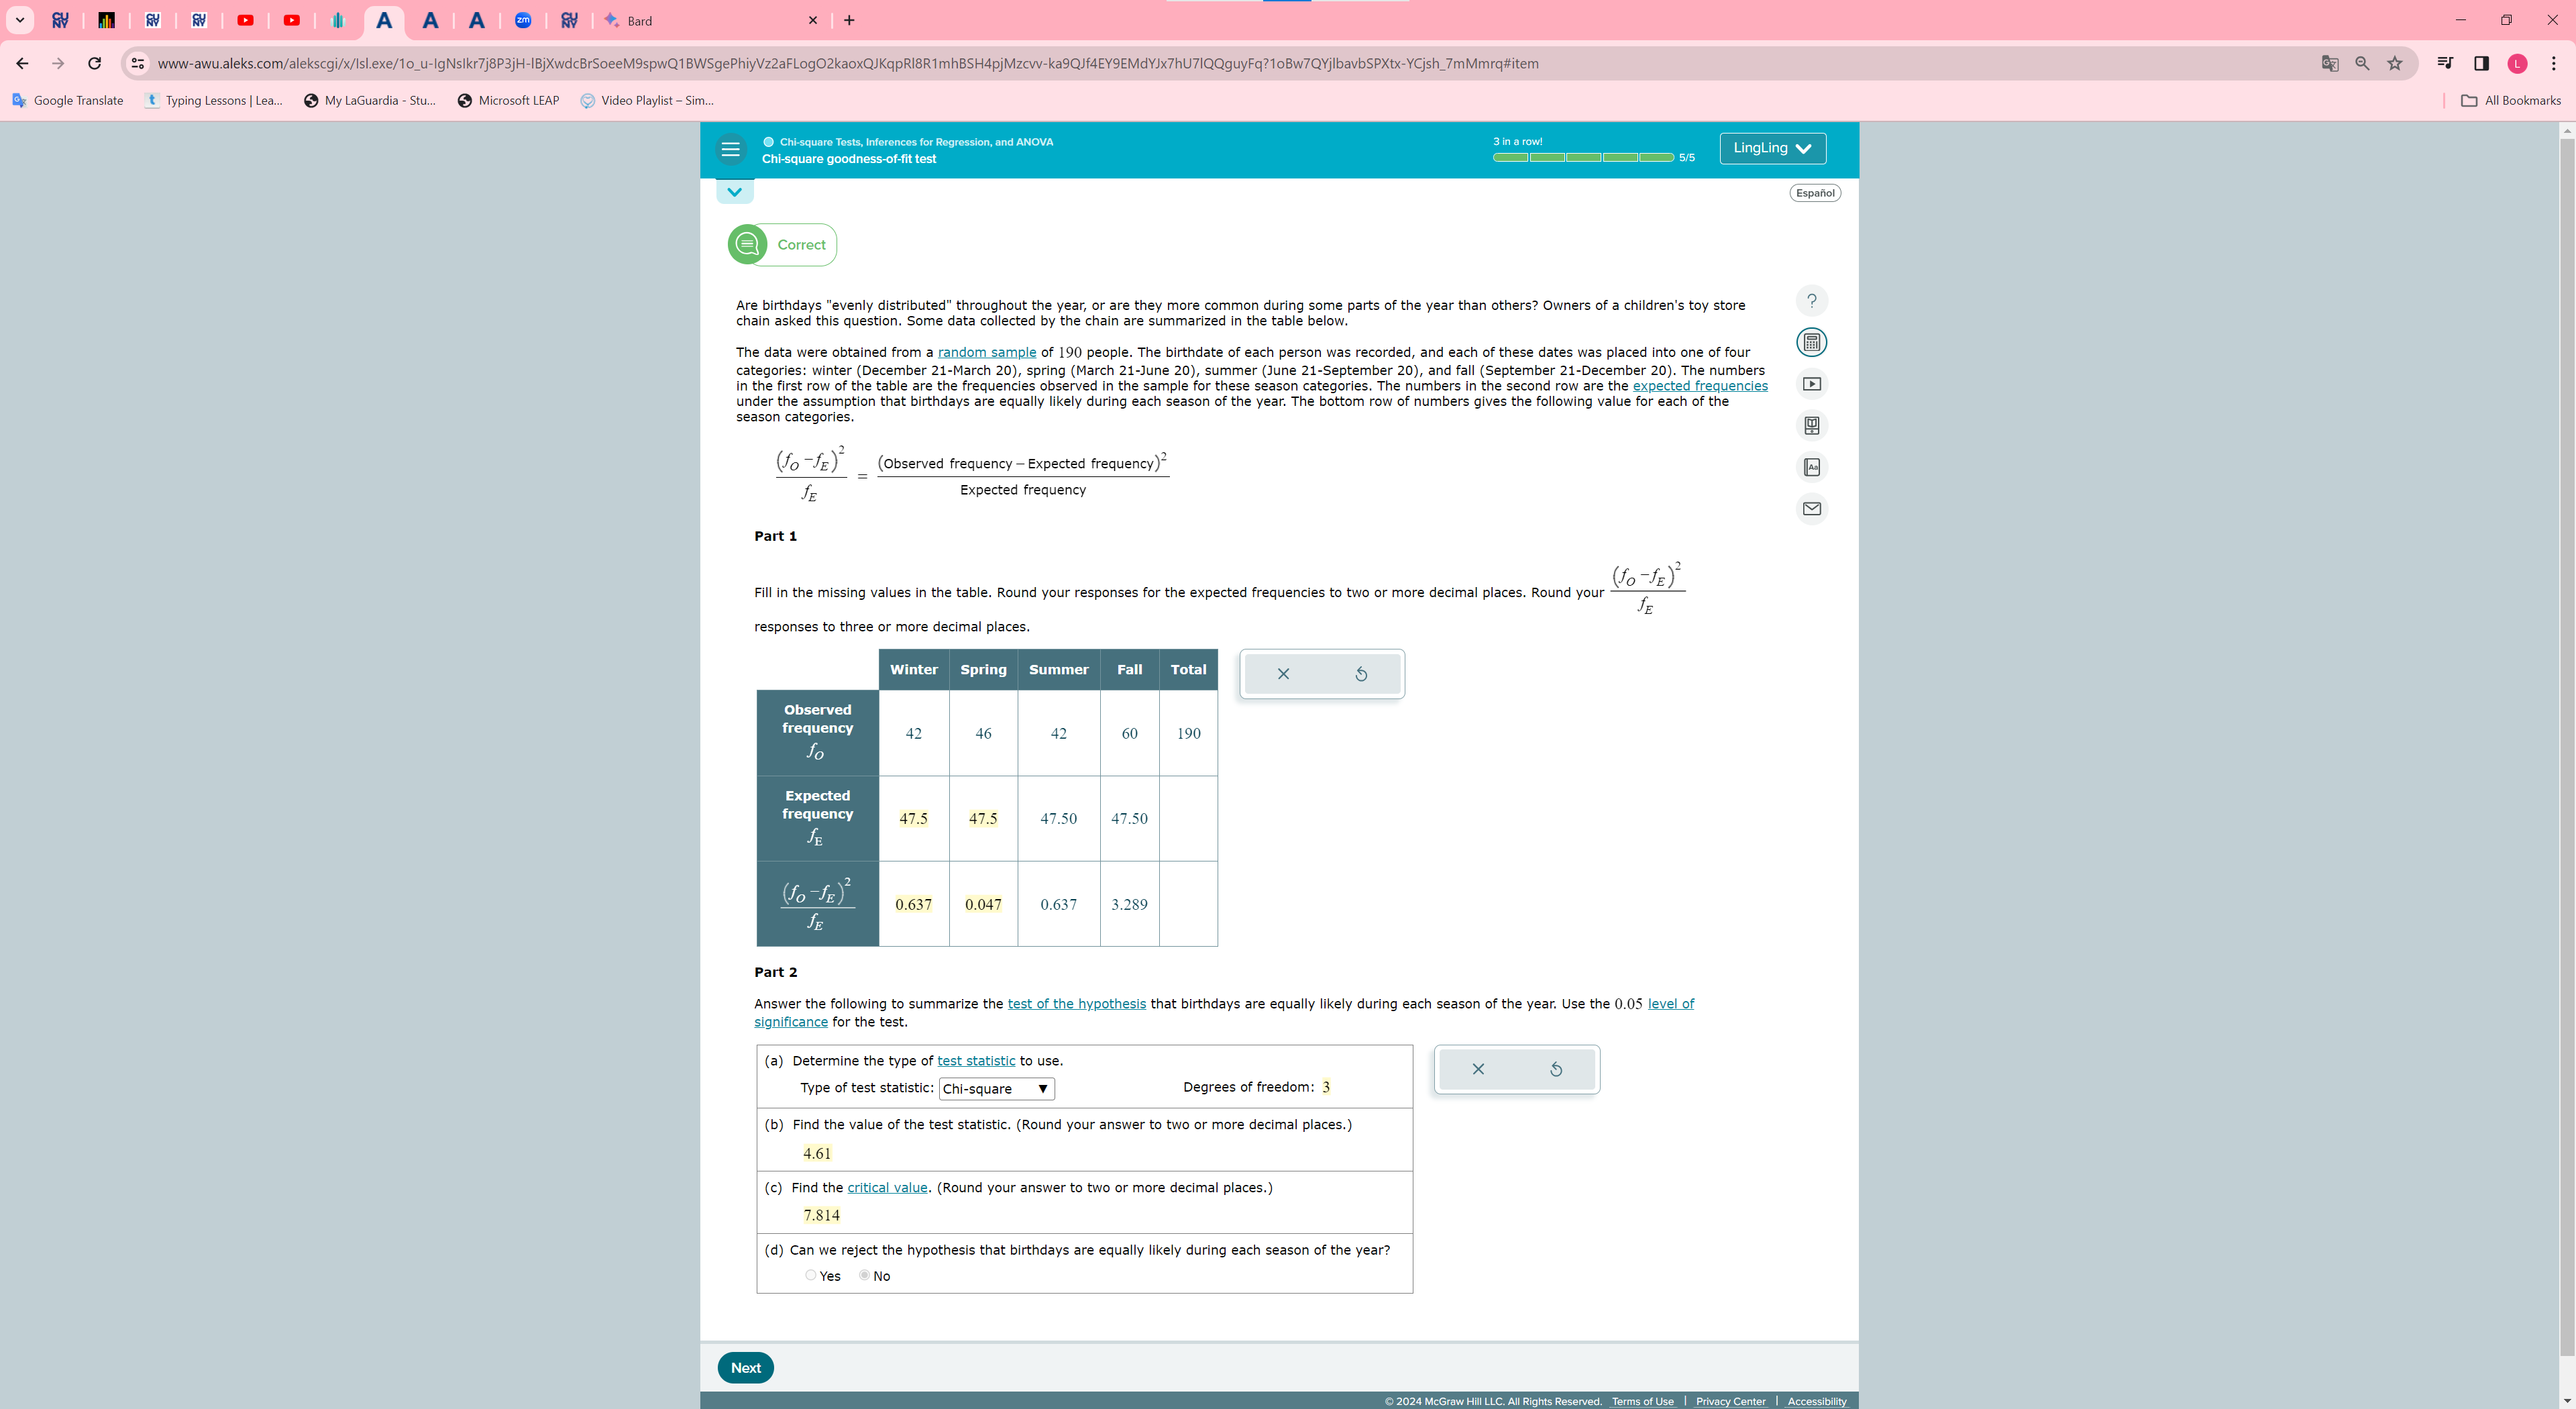 Bard
www-awu.aleks.com/alekscgi/x/Isl.exe/1o_u-IgNsIkr7j8P3jH-IBjXwdcBrSoeeM9spwQ1BWSgePhiyVz2aFLogO2kaoxQJKqpRl8R1mhBSH4pjMzcvv-ka9QJf4EY9EMdYJx7hU7lQQguyFq?1oBw7QYjlbavbSPXtx-YCjsh_7mMmrq#item
Google Translate Typing Lessons | Lea... My LaGuardia - Stu... Microsoft LEAP Video Playlist – Sim... All Bookmarks
Chi-square Tests, Inferences for Regression, and ANOVA
Chi-square goodness-of-fit test
3 in a row!
5/5
LingLing
Español
Correct
Are birthdays "evenly distributed" throughout the year, or are they more common during some parts of the year than others? Owners of a children's toy store
chain asked this question. Some data collected by the chain are summarized in the table below.
The data were obtained from a random sample of 190 people. The birthdate of each person was recorded, and each of these dates was placed into one of four
categories: winter (December 21-March 20), spring (March 21-June 20), summer (June 21-September 20), and fall (September 21-December 20). The numbers
in the first row of the table are the frequencies observed in the sample for these season categories. The numbers in the second row are the expected frequencies
under the assumption that birthdays are equally likely during each season of the year. The bottom row of numbers gives the following value for each of the
season categories.
(fO − fE)² / fE = (Observed frequency − Expected frequency)² / Expected frequency
Part 1
Fill in the missing values in the table. Round your responses for the expected frequencies to two or more decimal places. Round your (fO − fE)² / fE
responses to three or more decimal places.
Winter Spring Summer Fall Total
Observed frequency fO 42 46 42 60 190
Expected frequency fE 47.5 47.5 47.50 47.50
(fO − fE)² / fE 0.637 0.047 0.637 3.289
Part 2
Answer the following to summarize the test of the hypothesis that birthdays are equally likely during each season of the year. Use the 0.05 level of
significance for the test.
(a) Determine the type of test statistic to use.
Type of test statistic: Chi-square ▼ Degrees of freedom: 3
(b) Find the value of the test statistic. (Round your answer to two or more decimal places.)
4.61
(c) Find the critical value. (Round your answer to two or more decimal places.)
7.814
(d) Can we reject the hypothesis that birthdays are equally likely during each season of the year?
Yes No
Next
© 2024 McGraw Hill LLC. All Rights Reserved. Terms of Use | Privacy Center | Accessibility